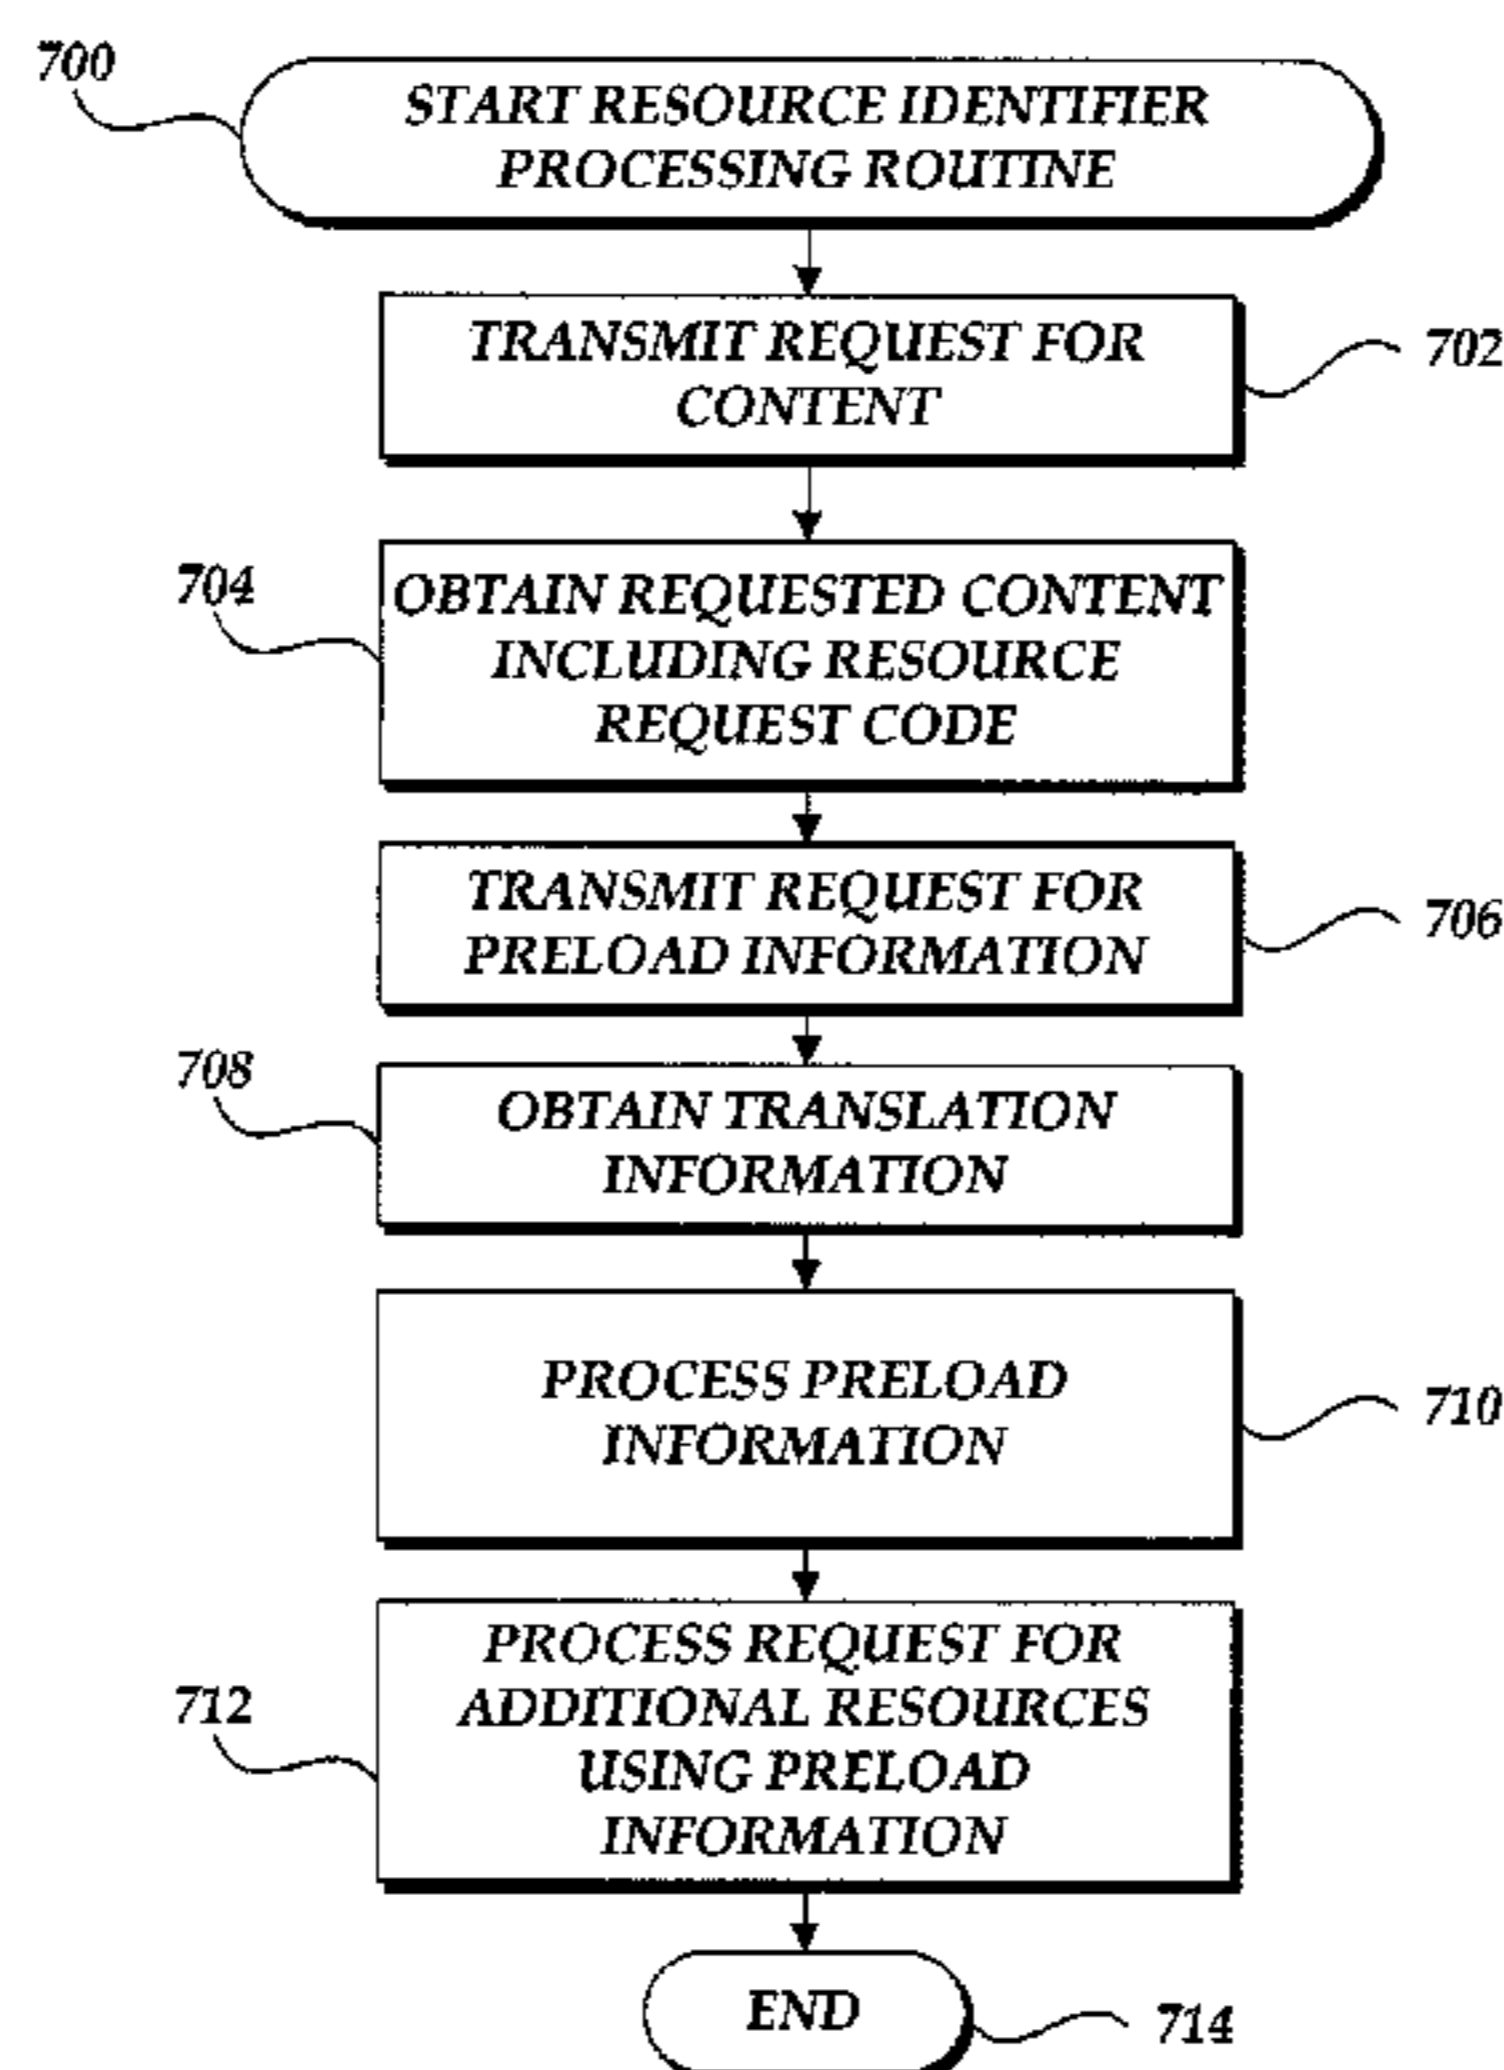 700
START RESOURCE IDENTIFIER
PROCESSING ROUTINE
TRANSMIT REQUEST FOR
CONTENT
702
704
OBTAIN REQUESTED CONTENT
INCLUDING RESOURCE
REQUEST CODE
TRANSMIT REQUEST FOR
PRELOAD INFORMATION
706
708
OBTAIN TRANSLATION
INFORMATION
PROCESS PRELOAD
INFORMATION
710
712
PROCESS REQUEST FOR
ADDITIONAL RESOURCES
USING PRELOAD
INFORMATION
END
714